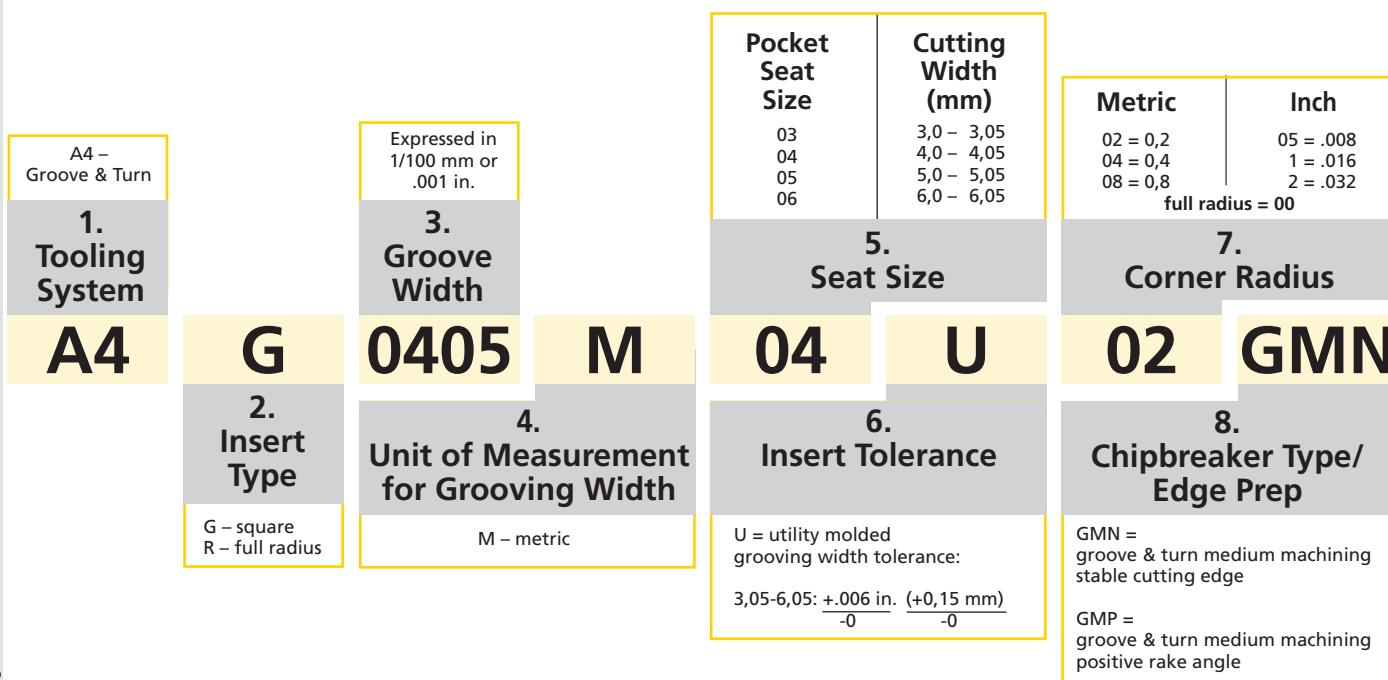 Pocket
Seat
Size
03
04
05
06
Cutting
Width
(mm)
3,0 – 3,05
4,0 – 4,05
5,0 – 5,05
6,0 – 6,05
Metric
02 = 0,2
04 = 0,4
08 = 0,8
Inch
05 = .008
1 = .016
2 = .032
full radius = 00
A4 –
Groove & Turn
Expressed in
1/100 mm or
.001 in.
1.
Tooling
System
3.
Groove
Width
5.
Seat Size
7.
Corner Radius
A4 G 0405 M 04 U 02 GMN
2.
Insert
Type
4.
Unit of Measurement
for Grooving Width
6.
Insert Tolerance
8.
Chipbreaker Type/
Edge Prep
G – square
R – full radius
M – metric
U = utility molded
grooving width tolerance:
3,05-6,05: +.006 in. (+0,15 mm)
-0 -0
GMN =
groove & turn medium machining
stable cutting edge
GMP =
groove & turn medium machining
positive rake angle